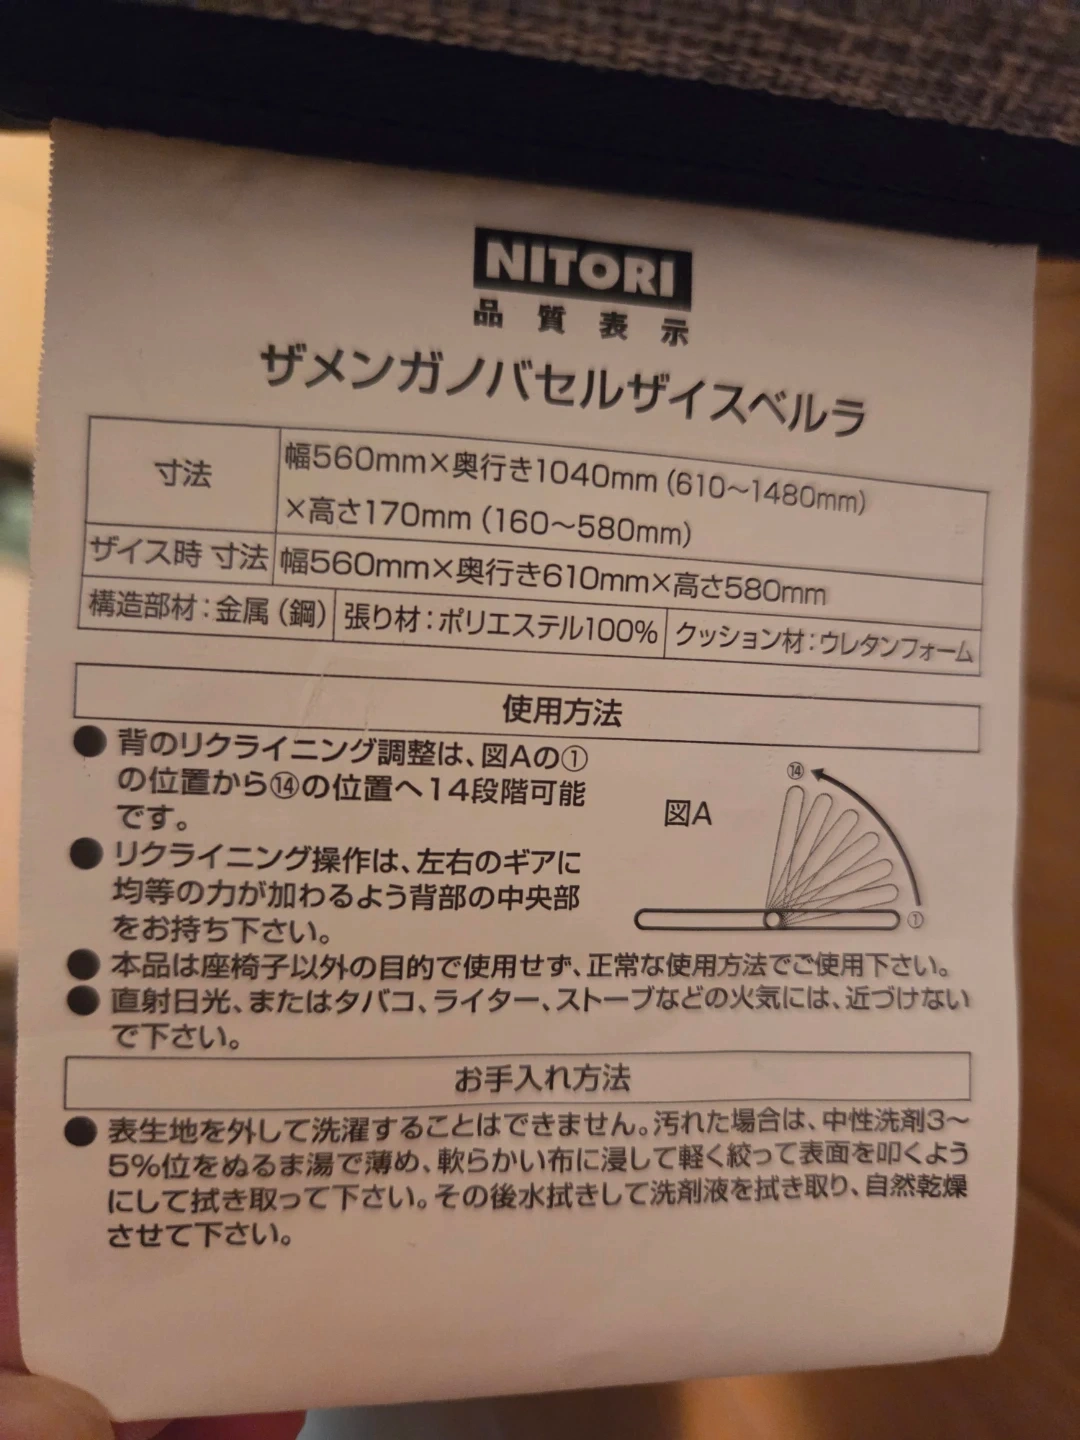 NITORI
品質表示
ザメンガノバセルザイスベルラ
寸法
幅560mm×奥行き1040mm（610～1480mm）
×高さ170mm（160～580mm）
ザイス時 寸法 幅560mm×奥行き610mm×高さ580mm
構造部材：金属（鋼） 張り材：ポリエステル100% クッション材：ウレタンフォーム
使用方法
●背のリクライニング調整は、図Aの①
の位置から⑭の位置へ14段階可能
です。
図A
⑭
①
●リクライニング操作は、左右のギアに
均等の力が加わるよう背部の中央部
をお持ち下さい。
●本品は座椅子以外の目的で使用せず、正常な使用方法でご使用下さい。
●直射日光、またはタバコ、ライター、ストーブなどの火気には、近づけない
で下さい。
お手入れ方法
●表生地を外して洗濯することはできません。汚れた場合は、中性洗剤3～
5%位をぬるま湯で薄め、軟らかい布に浸して軽く絞って表面を叩くよう
にして拭き取って下さい。その後水拭きして洗剤液を拭き取り、自然乾燥
させて下さい。